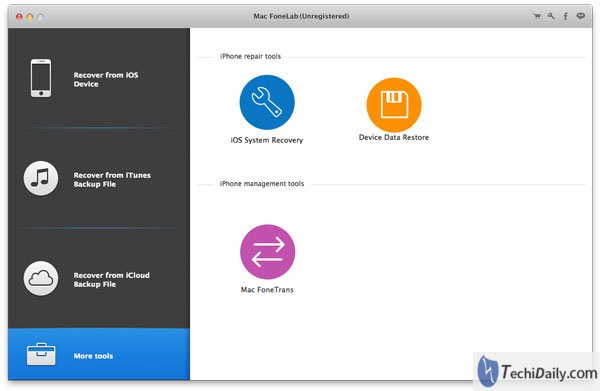 Mac FoneLab (Unregistered)
Recover from iOS
Device
Recover from iTunes
Backup File
Recover from iCloud
Backup File
More tools
iPhone repair tools
iOS System Recovery
Device Data Restore
iPhone management tools
Mac FoneTrans
TechiDaily.com